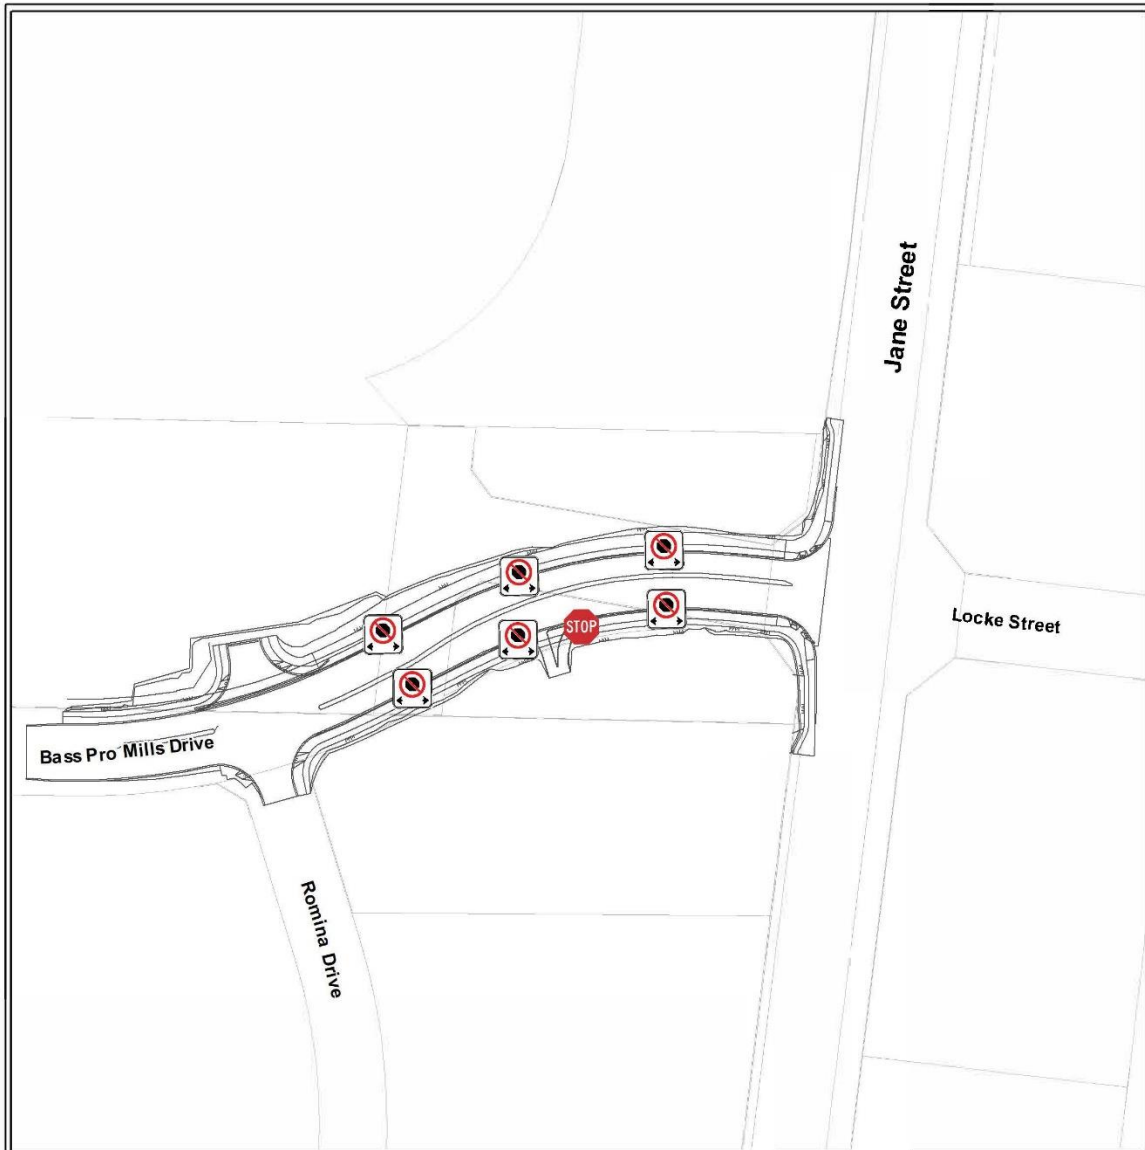 Jane Street
STOP
Locke Street
Bass Pro Mills Drive
Romina Drive